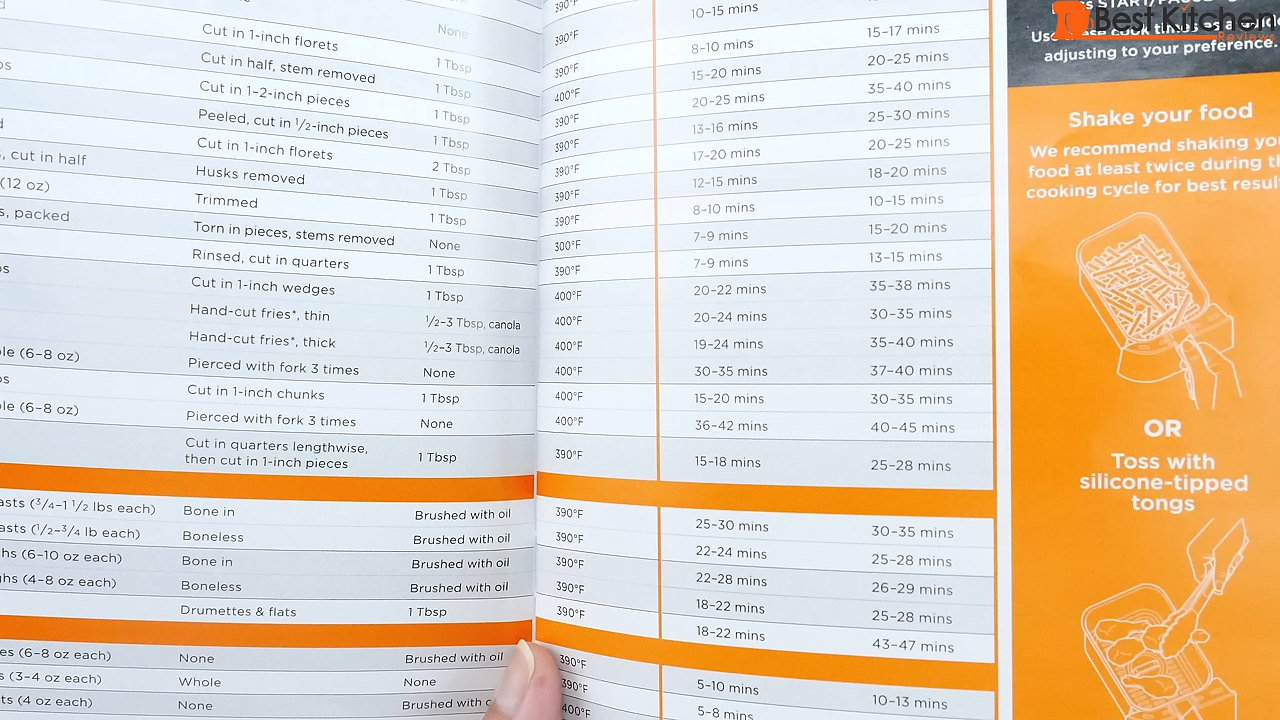 None 390°F 10–15 mins
Cut in 1-inch florets 1 Tbsp 390°F 8–10 mins 15–17 mins
Cut in half, stem removed 1 Tbsp 400°F 15–20 mins 20–25 mins
Cut in 1–2-inch pieces 1 Tbsp 390°F 20–25 mins 35–40 mins
Peeled, cut in 1/2-inch pieces 1 Tbsp 390°F 13–16 mins 25–30 mins
Cut in 1-inch florets 2 Tbsp 390°F 17–20 mins 20–25 mins
, cut in half Husks removed 1 Tbsp 390°F 12–15 mins 18–20 mins
(12 oz) Trimmed 1 Tbsp 390°F 8–10 mins 10–15 mins
s, packed Torn in pieces, stems removed None 300°F 7–9 mins 15–20 mins
Rinsed, cut in quarters 1 Tbsp 390°F 7–9 mins 13–15 mins
Cut in 1-inch wedges 1 Tbsp 400°F 20–22 mins 35–38 mins
Hand-cut fries*, thin 1/2–3 Tbsp, canola 400°F 20–24 mins 30–35 mins
Hand-cut fries*, thick 3 Tbsp, canola 400°F 19–24 mins 35–40 mins
le (6–8 oz) Pierced with fork 3 times None 400°F 30–35 mins 37–40 mins
Cut in 1-inch chunks 1 Tbsp 400°F 15–20 mins 30–35 mins
le (6–8 oz) Pierced with fork 3 times None 400°F 36–42 mins 40–45 mins
Cut in quarters lengthwise,
then cut in 1-inch pieces 1 Tbsp 390°F 15–18 mins 25–28 mins
asts (3/4–1 1/2 lbs each) Bone in Brushed with oil 390°F 25–30 mins 30–35 mins
asts (1/2–3/4 lb each) Boneless Brushed with oil 390°F 22–24 mins 25–28 mins
hs (6–10 oz each) Bone in Brushed with oil 390°F 22–28 mins 26–29 mins
ghs (4–8 oz each) Boneless Brushed with oil 390°F 18–22 mins 25–28 mins
Drumettes & flats 1 Tbsp 390°F 18–22 mins 43–47 mins
es (6–8 oz each) None Brushed with oil 390°F 5–10 mins 10–13 mins
s (3–4 oz each) Whole None 390°F 5–8 mins
ts (4 oz each) None Brushed with 400°F
START/PAUSE
Best Kitchen
Reviews
Use these cook times as a
adjusting to your preference.
Shake your food
We recommend shaking you
food at least twice during th
cooking cycle for best result
OR
Toss with
silicone-tipped
tongs